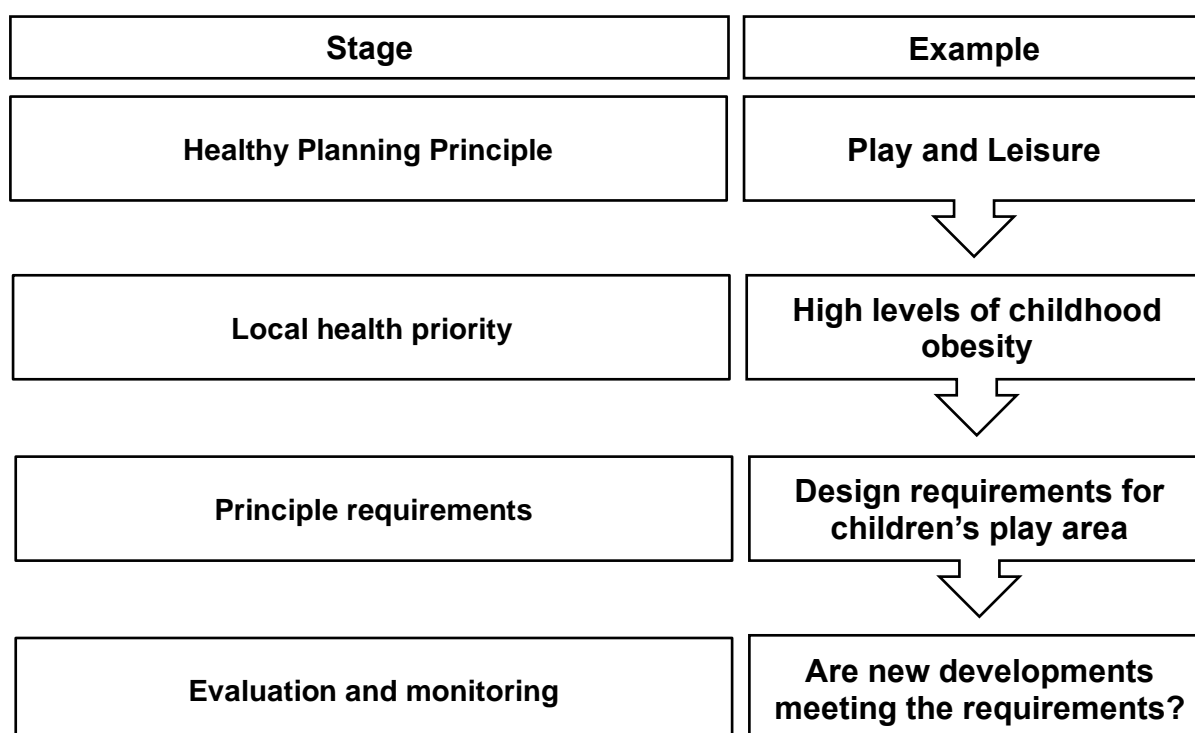 Stage
Example
Healthy Planning Principle
Play and Leisure
Local health priority
High levels of childhood
obesity
Principle requirements
Design requirements for
children’s play area
Evaluation and monitoring
Are new developments
meeting the requirements?